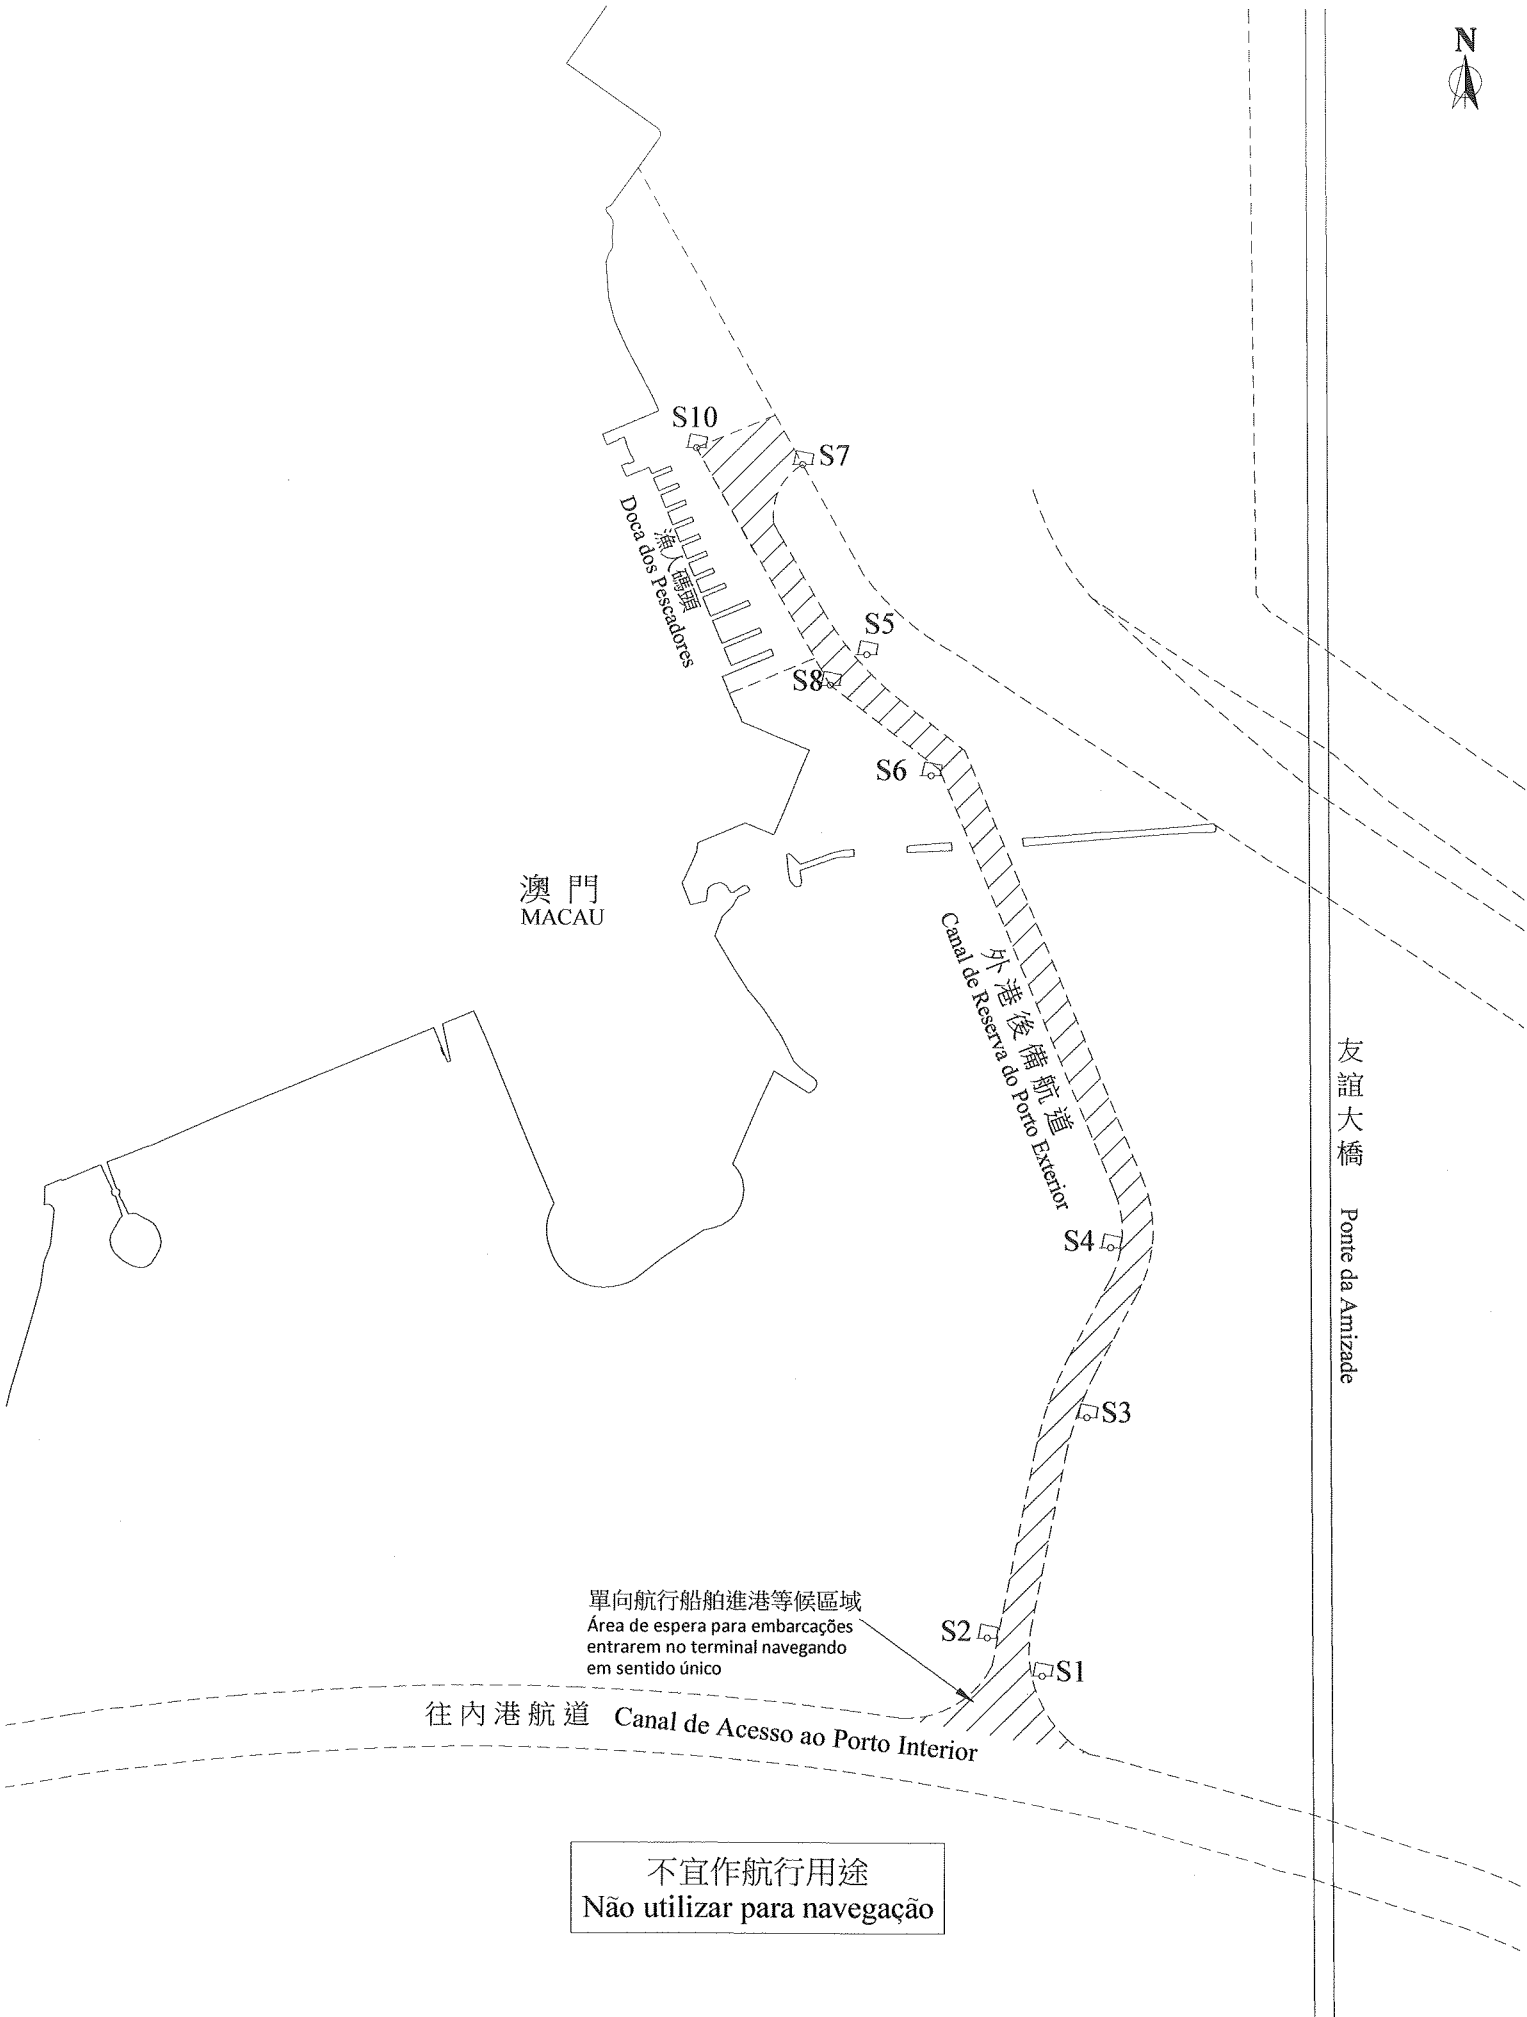 N
S10
S7
漁人碼頭
Doca dos Pescadores
S5
S8
S6
澳門
MACAU
外港後備航道
Canal de Reserva do Porto Exterior
友誼大橋 Ponte da Amizade
S4
S3
單向航行船舶進港等候區域
Área de espera para embarcações
entrarem no terminal navegando
em sentido único
S2
S1
往內港航道 Canal de Acesso ao Porto Interior
不宜作航行用途
Não utilizar para navegação